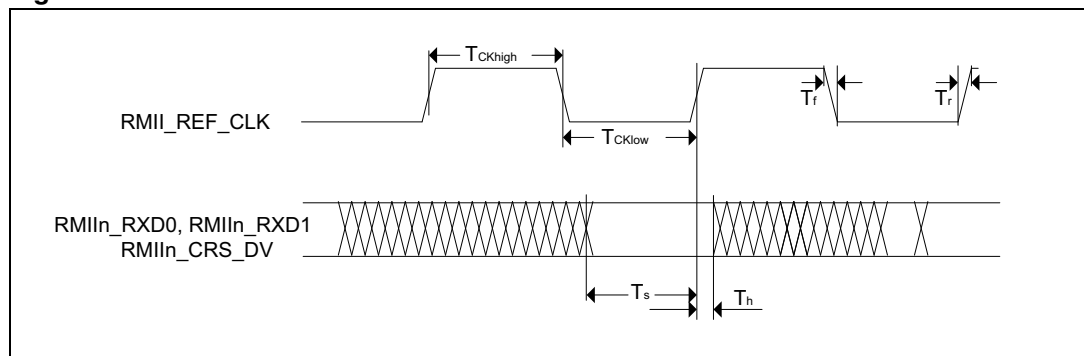 TCKhigh
Tf
Tr
RMII_REF_CLK
TCKlow
RMIIn_RXD0, RMIIn_RXD1
RMIIn_CRS_DV
Ts
Th